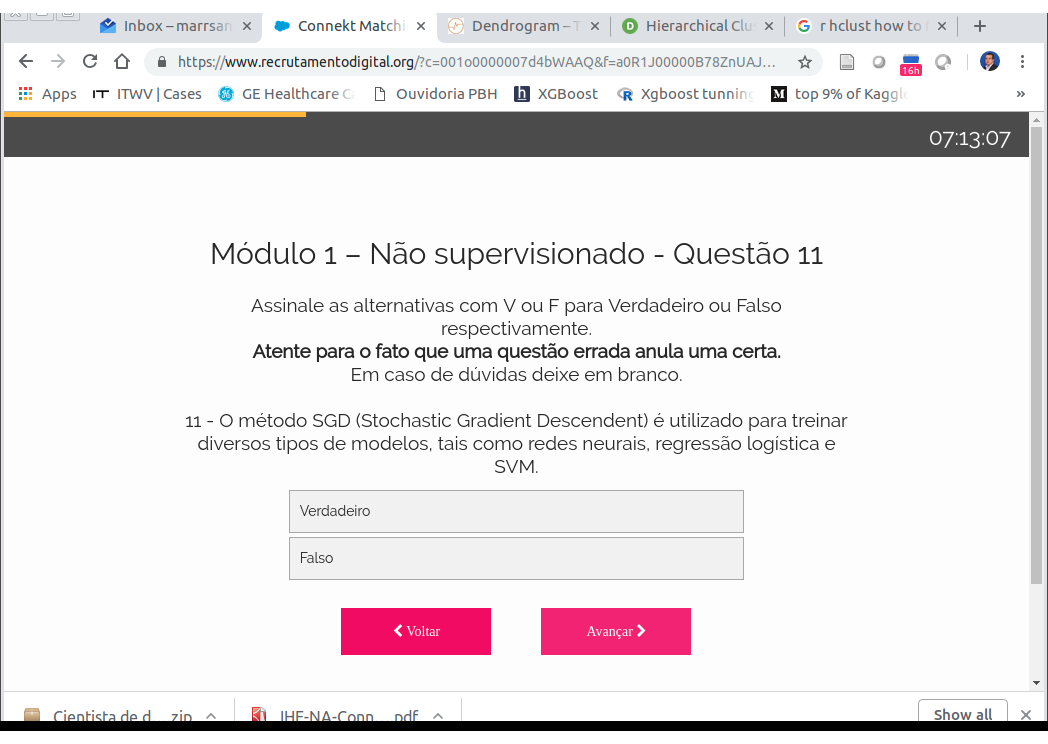 Inbox – marrsan
Connekt Matchi
Dendrogram – T
Hierarchical Clu
r hclust how to
https://www.recrutamentodigital.org/?c=001o0000007d4bWAAQ&f=a0R1J00000B78ZnUAJ...
16h
Apps
ITWV | Cases
GE Healthcare
Ouvidoria PBH
XGBoost
Xgboost tunning
top 9% of Kaggl
»
07:13:07
Módulo 1 – Não supervisionado - Questão 11
Assinale as alternativas com V ou F para Verdadeiro ou Falso
respectivamente.
Atente para o fato que uma questão errada anula uma certa.
Em caso de dúvidas deixe em branco.
11 - O método SGD (Stochastic Gradient Descendent) é utilizado para treinar
diversos tipos de modelos, tais como redes neurais, regressão logística e
SVM.
Verdadeiro
Falso
Voltar
Avançar
Cientista de d....zip
IHF-NA-Conn....pdf
Show all